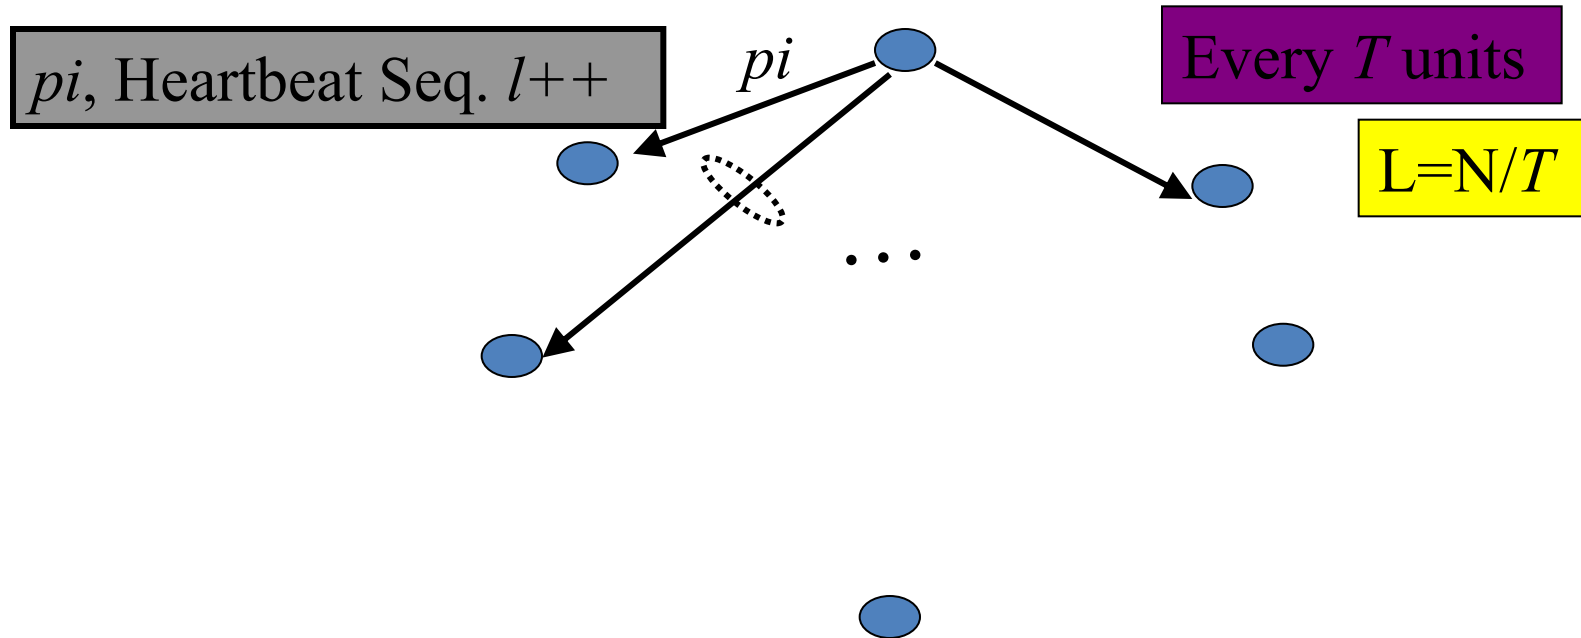 pi, Heartbeat Seq. l++
pi
Every T units
L=N/T
. . .